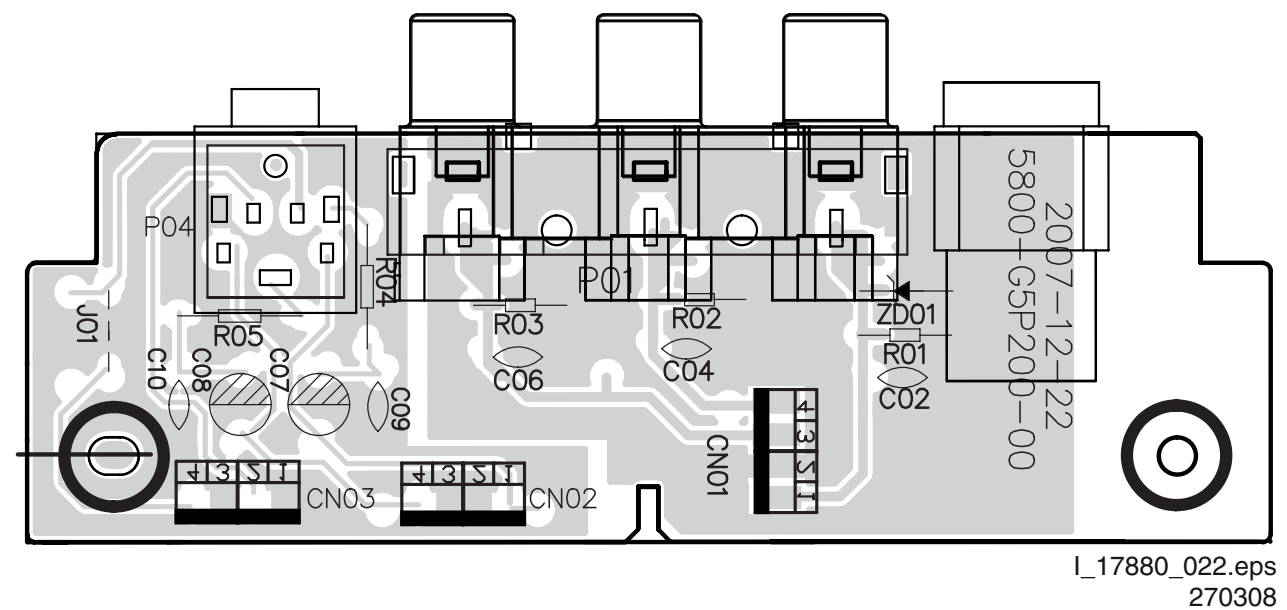 P04
P01
5800-G5P200-00
2007-12-22
R04
J01
R05
R03
R02
ZD01
R01
C10
C08
C07
C09
C06
C04
C02
CN01
4
3
2
1
4 3 2 1
CN03
4 3 2 1
CN02
I_17880_022.eps
270308